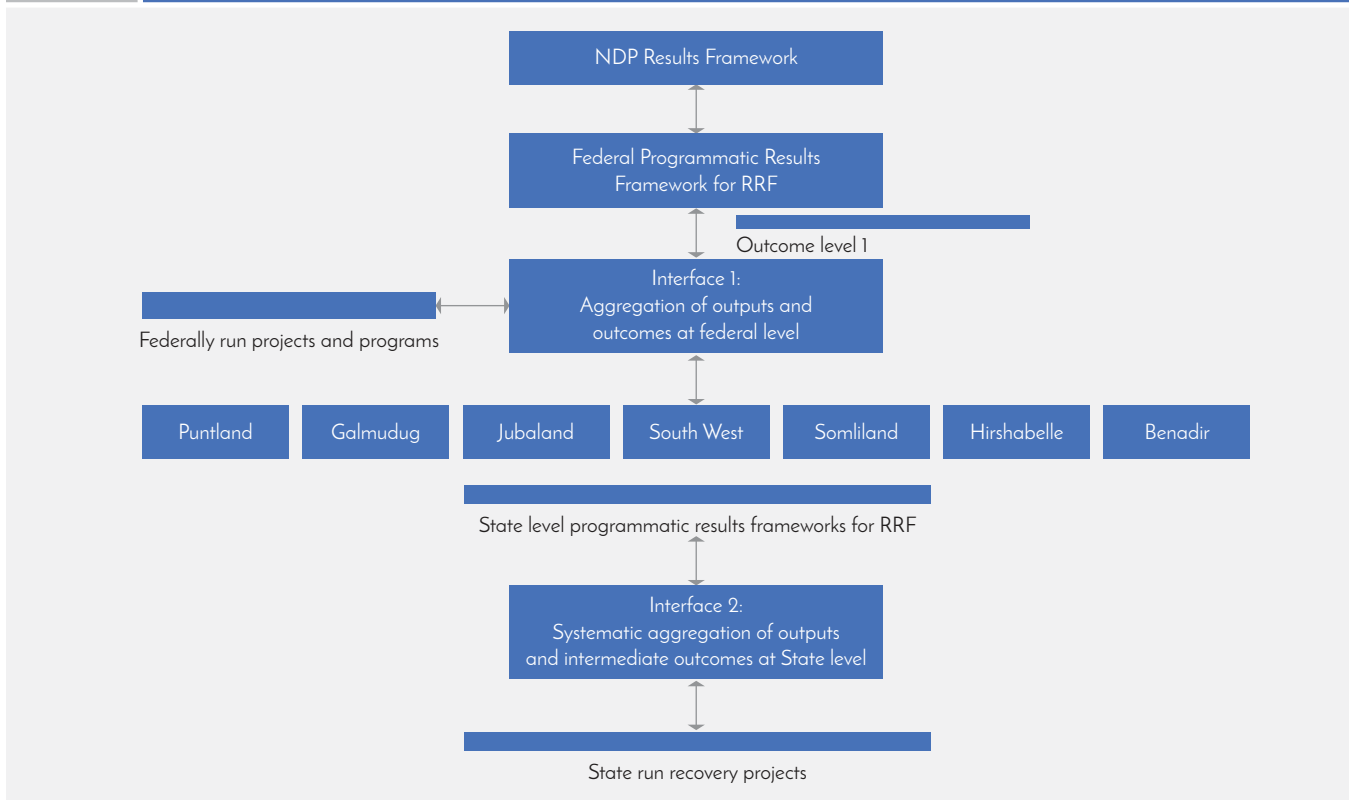 NDP Results Framework
Federal Programmatic Results
Framework for RRF
Outcome level 1
Interface 1:
Aggregation of outputs and
outcomes at federal level
Federally run projects and programs
Puntland
Galmudug
Jubaland
South West
Somliland
Hirshabelle
Benadir
State level programmatic results frameworks for RRF
Interface 2:
Systematic aggregation of outputs
and intermediate outcomes at State level
State run recovery projects